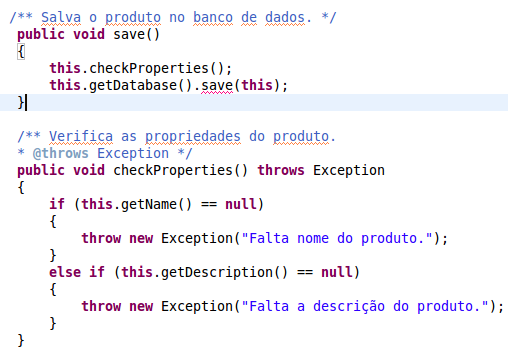 /** Salva o produto no banco de dados. */
public void save()
{
this.checkProperties();
this.getDatabase().save(this);
}
/** Verifica as propriedades do produto.
* @throws Exception */
public void checkProperties() throws Exception
{
if (this.getName() == null)
{
throw new Exception("Falta nome do produto.");
}
else if (this.getDescription() == null)
{
throw new Exception("Falta a descrição do produto.");
}
}